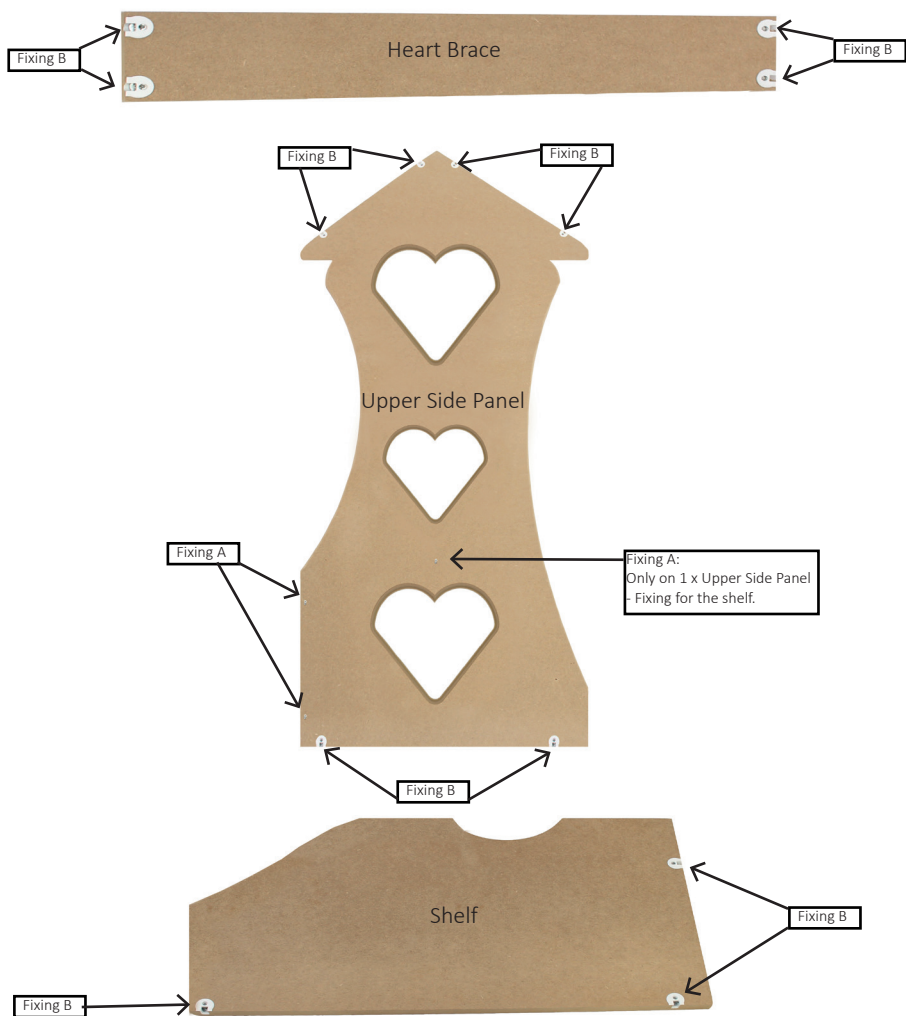 Heart Brace
Fixing B
Fixing B
Fixing B
Fixing B
Upper Side Panel
Fixing A
Fixing A:
Only on 1 x Upper Side Panel
- Fixing for the shelf.
Fixing B
Shelf
Fixing B
Fixing B